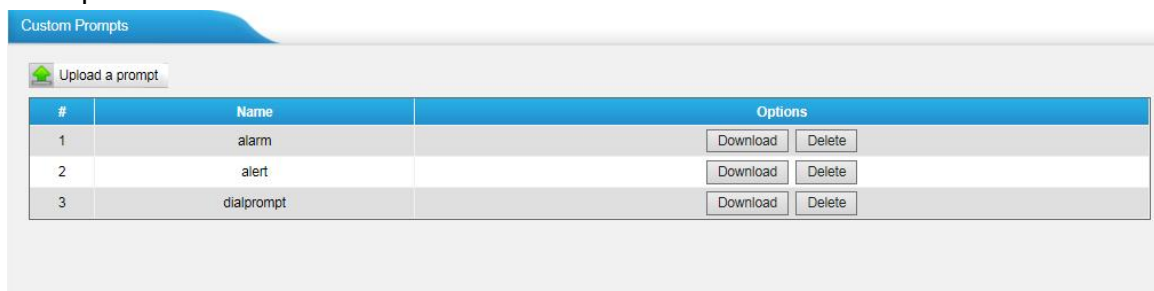 Custom Prompts
Upload a prompt
# Name Options
1 alarm Download Delete
2 alert Download Delete
3 dialprompt Download Delete